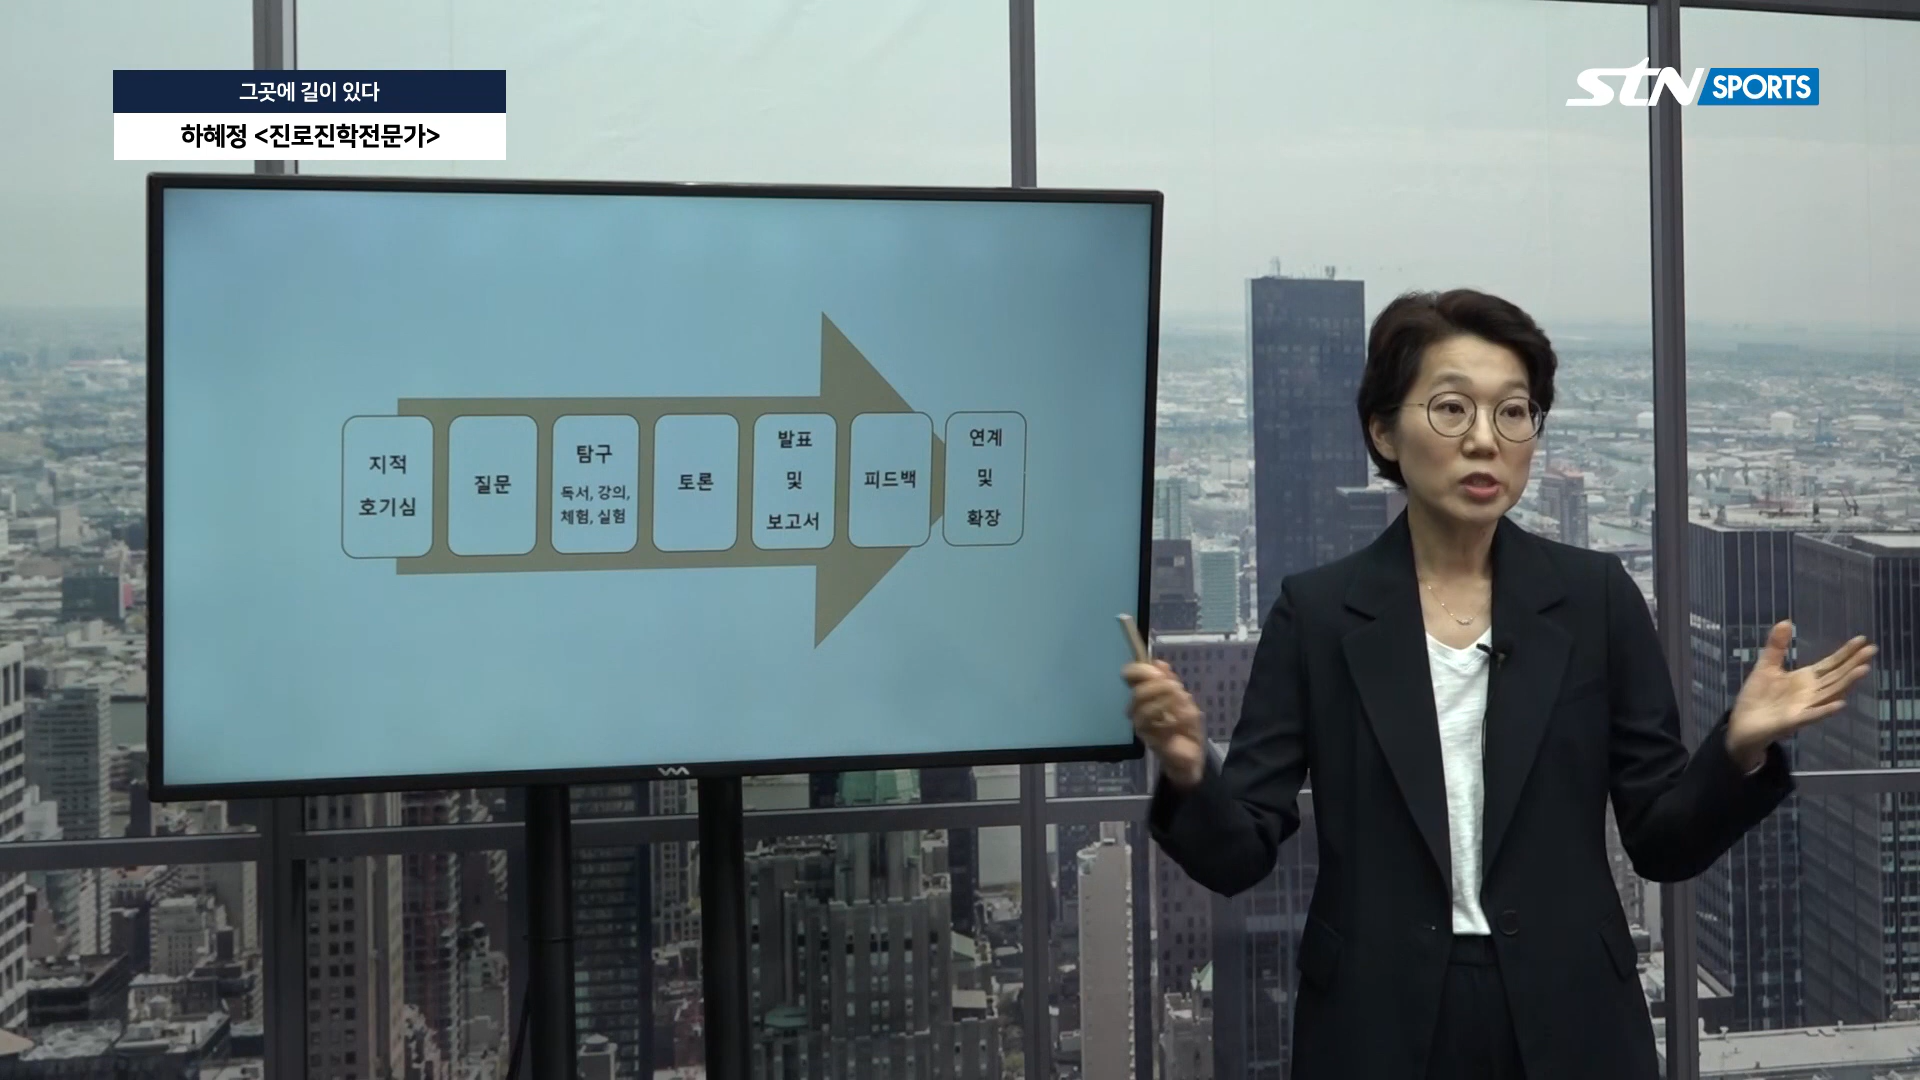 그곳에 길이 있다
하혜정 <진로진학전문가>
STN SPORTS
지적
호기심
질문
탐구
독서, 강의,
체험, 실험
토론
발표
및
보고서
피드백
연계
및
확장